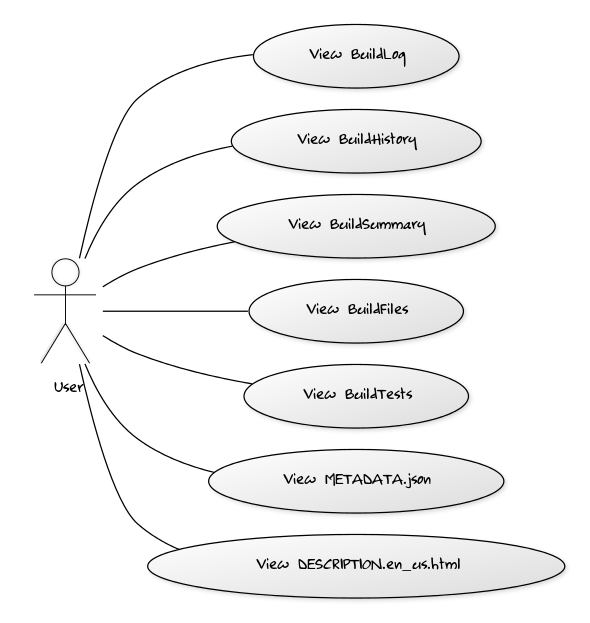 View BuildLog
View BuildHistory
View BuildSummary
View BuildFiles
User
View BuildTests
View METADATA.json
View DESCRIPTION.en_us.html